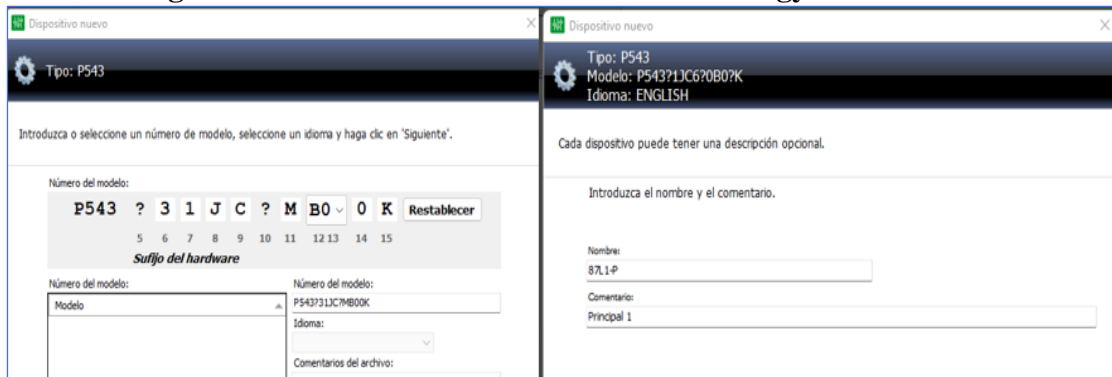 Dispositivo nuevo
Tipo: P543
Introduzca o seleccione un número de modelo, seleccione un idioma y haga clic en 'Siguiente'.
Número del modelo:
P543 ? 3 1 J C ? M B0 0 K Restablecer
5 6 7 8 9 10 11 12 13 14 15
Sufijo del hardware
Número del modelo:
Modelo
Número del modelo:
P543?31JC?MB00K
Idioma:
Comentarios del archivo:
Dispositivo nuevo
Tipo: P543
Modelo: P543?1JC6?0B0?K
Idioma: ENGLISH
Cada dispositivo puede tener una descripción opcional.
Introduzca el nombre y el comentario.
Nombre:
87L1-P
Comentario:
Principal 1